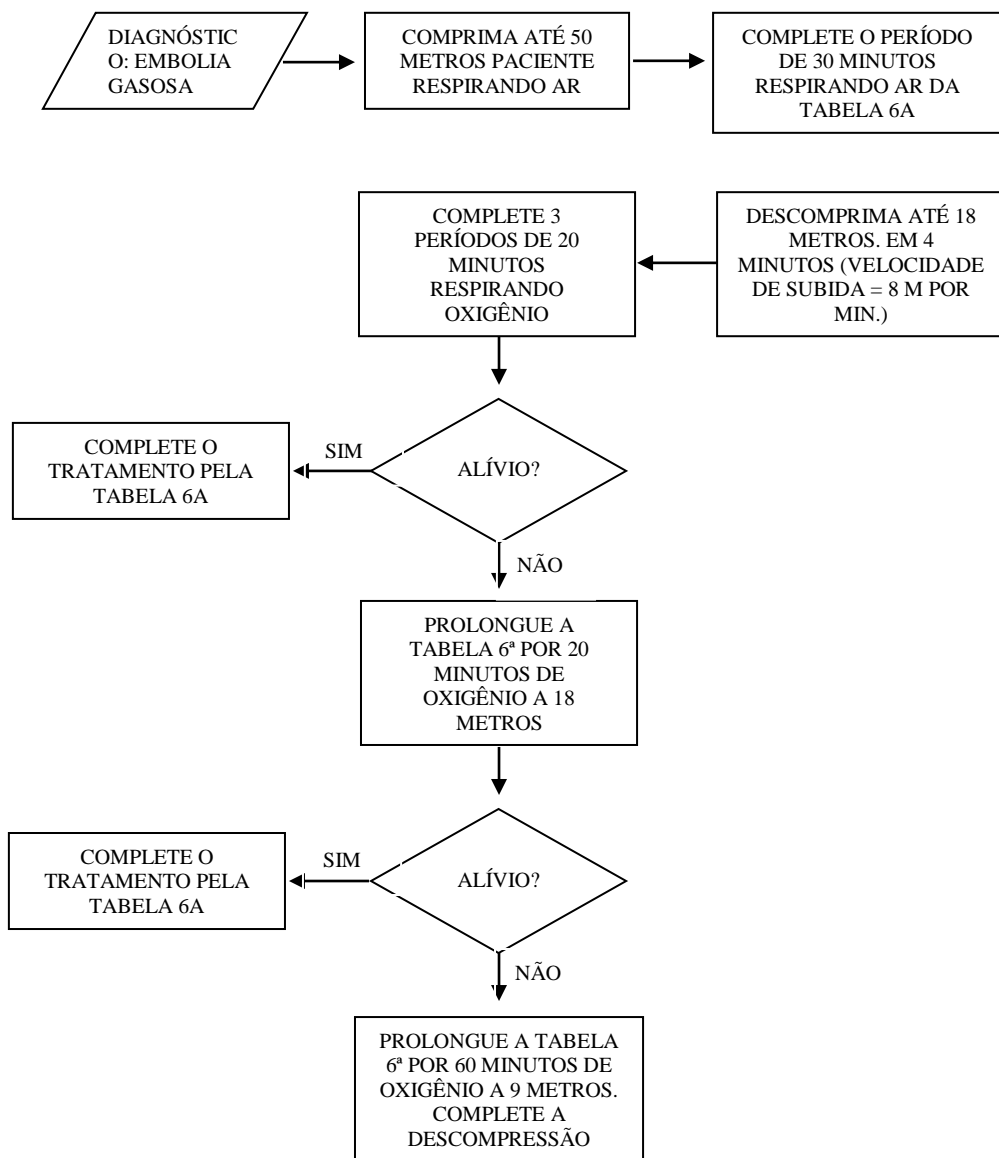 DIAGNÓSTIC
O: EMBOLIA
GASOSA
COMPRIMA ATÉ 50
METROS PACIENTE
RESPIRANDO AR
COMPLETE O PERÍODO
DE 30 MINUTOS
RESPIRANDO AR DA
TABELA 6A
DESCOMPRIMA ATÉ 18
METROS. EM 4
MINUTOS (VELOCIDADE
DE SUBIDA = 8 M POR
MIN.)
COMPLETE 3
PERÍODOS DE 20
MINUTOS
RESPIRANDO
OXIGÊNIO
ALÍVIO?
SIM
COMPLETE O
TRATAMENTO PELA
TABELA 6A
NÃO
PROLONGUE A
TABELA 6ª POR 20
MINUTOS DE
OXIGÊNIO A 18
METROS
ALÍVIO?
SIM
COMPLETE O
TRATAMENTO PELA
TABELA 6A
NÃO
PROLONGUE A TABELA
6ª POR 60 MINUTOS DE
OXIGÊNIO A 9 METROS.
COMPLETE A
DESCOMPRESSÃO